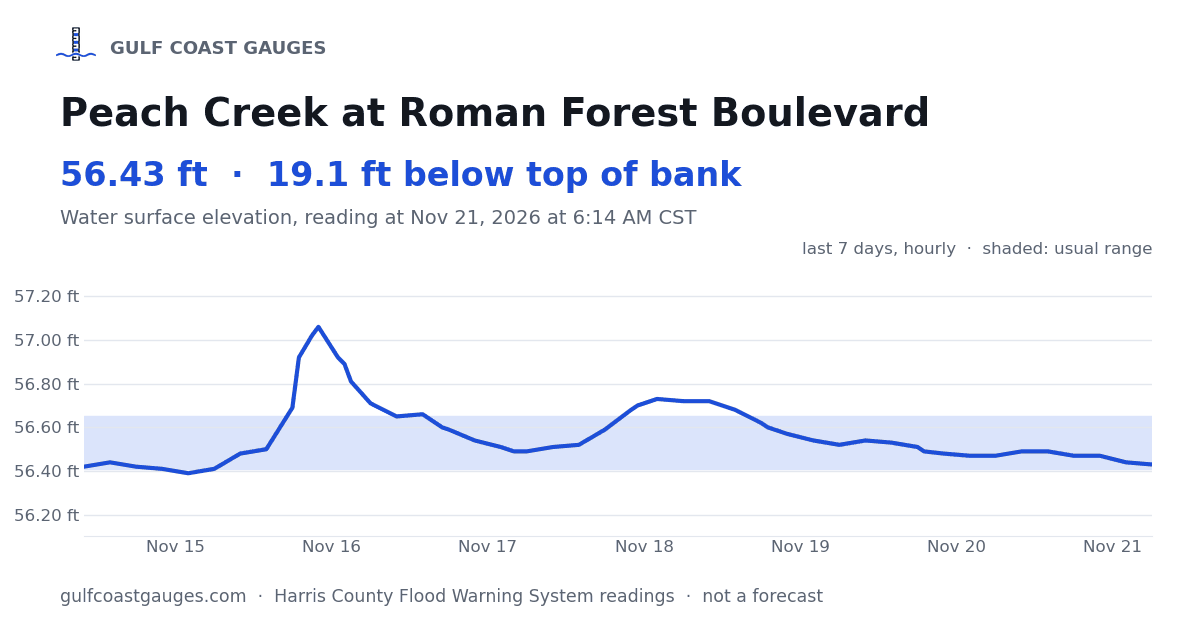 GULF COAST GAUGES
Peach Creek at Roman Forest Boulevard
56.43 ft · 19.1 ft below top of bank
Water surface elevation, reading at Nov 21, 2026 at 6:14 AM CST
last 7 days, hourly · shaded: usual range
57.20 ft
57.00 ft
56.80 ft
56.60 ft
56.40 ft
56.20 ft
Nov 15 Nov 16 Nov 17 Nov 18 Nov 19 Nov 20 Nov 21
gulfcoastgauges.com · Harris County Flood Warning System readings · not a forecast